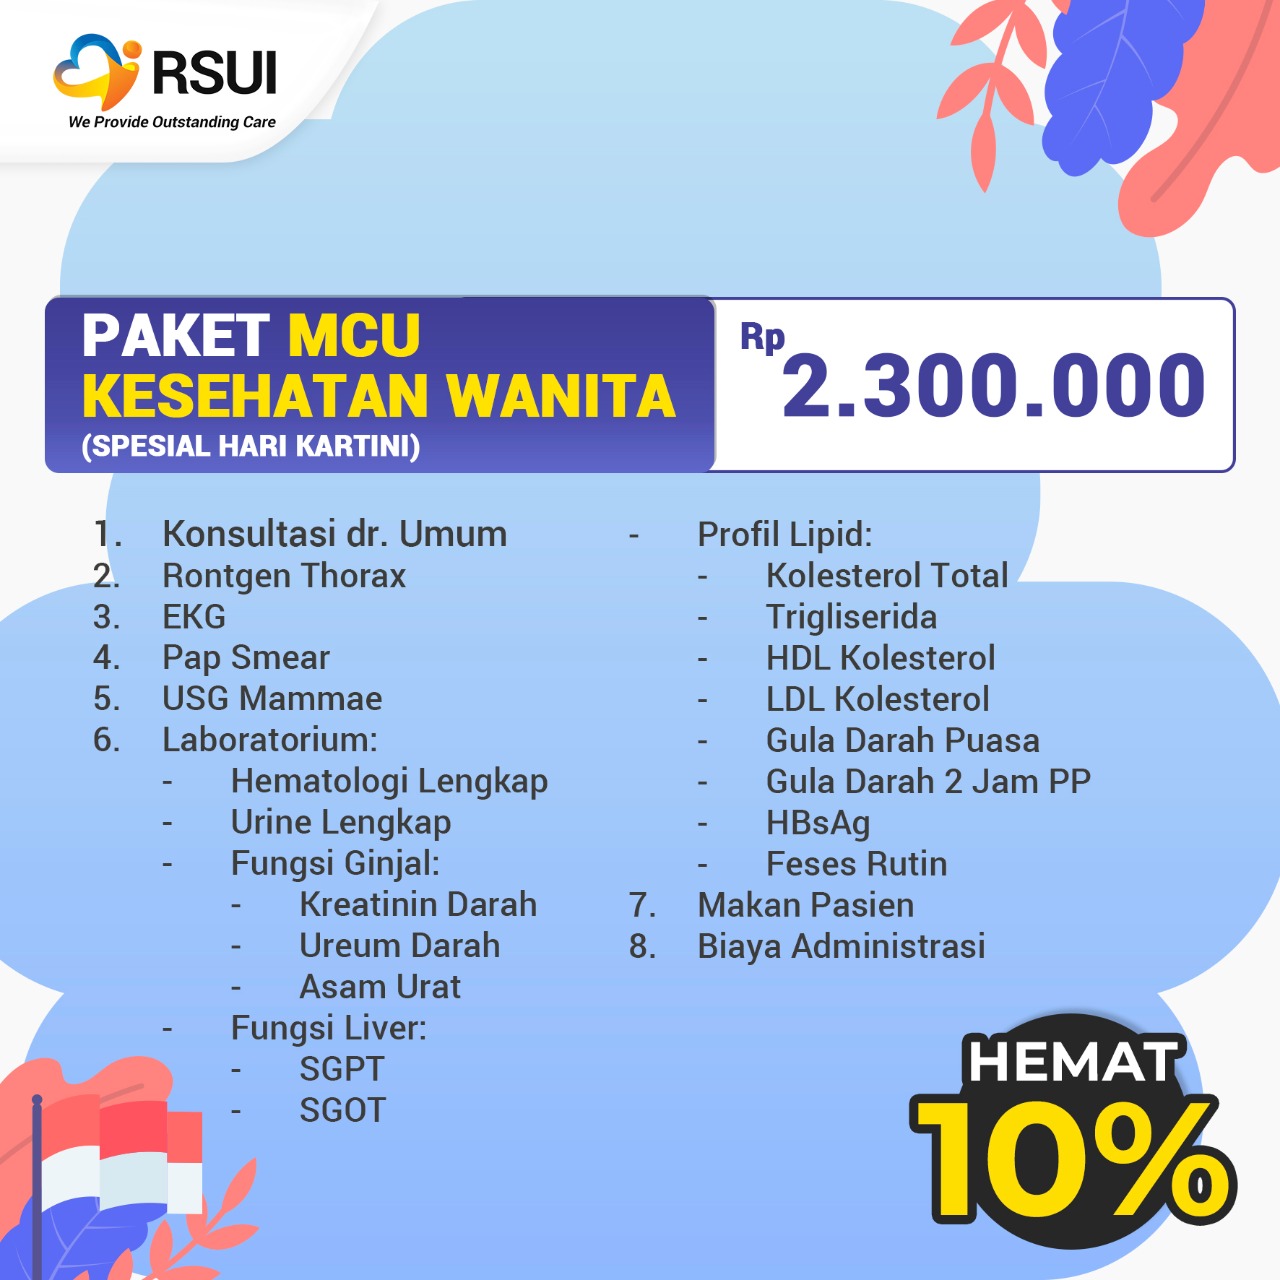 RSUI
We Provide Outstanding Care
PAKET MCU
KESEHATAN WANITA
(SPESIAL HARI KARTINI)
Rp 2.300.000
1. Konsultasi dr. Umum
2. Rontgen Thorax
3. EKG
4. Pap Smear
5. USG Mammae
6. Laboratorium:
- Hematologi Lengkap
- Urine Lengkap
- Fungsi Ginjal:
- Kreatinin Darah
- Ureum Darah
- Asam Urat
- Fungsi Liver:
- SGPT
- SGOT
- Profil Lipid:
- Kolesterol Total
- Trigliserida
- HDL Kolesterol
- LDL Kolesterol
- Gula Darah Puasa
- Gula Darah 2 Jam PP
- HBsAg
- Feses Rutin
7. Makan Pasien
8. Biaya Administrasi
HEMAT
10%